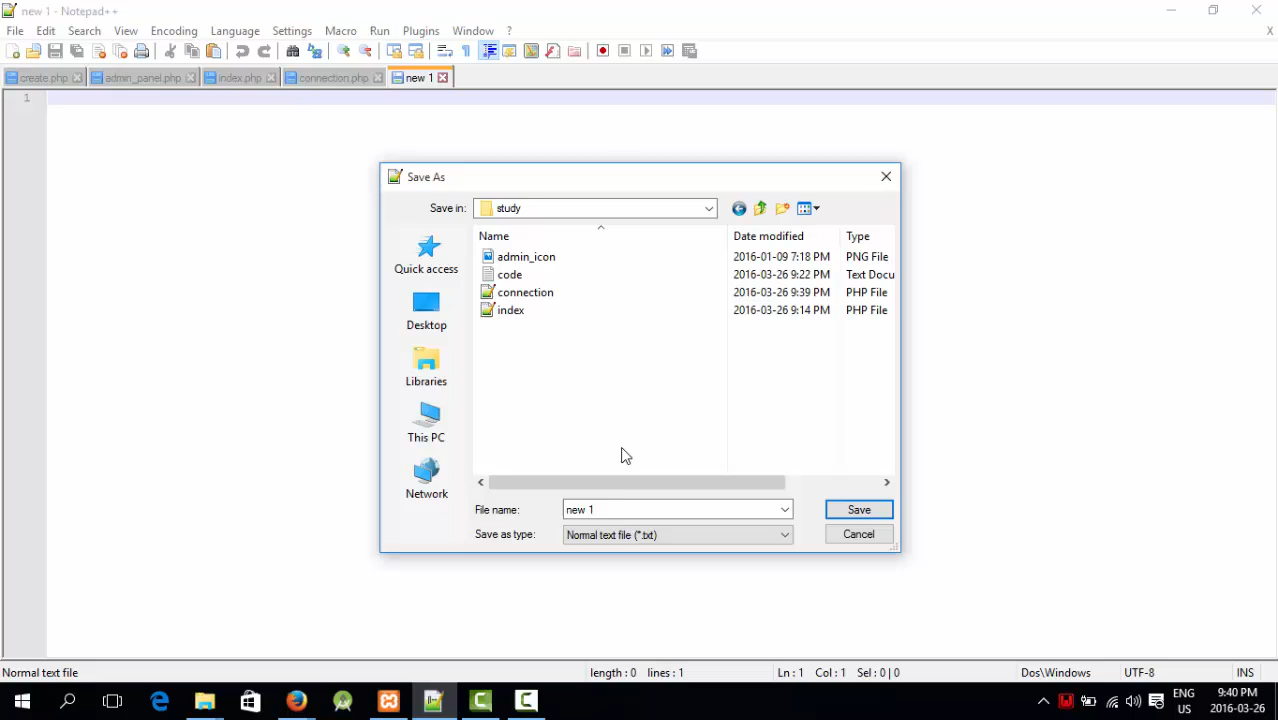 new 1 - Notepad++
File Edit Search View Encoding Language Settings Macro Run Plugins Window ? X
create.php admin_panel.php index.php connection.php new 1
1
Save As
Save in: study
Name Date modified Type
admin_icon 2016-01-09 7:18 PM PNG File
code 2016-03-26 9:22 PM Text Docu
connection 2016-03-26 9:39 PM PHP File
index 2016-03-26 9:14 PM PHP File
Quick access
Desktop
Libraries
This PC
Network
File name: new 1 Save
Save as type: Normal text file (*.txt) Cancel
Normal text file length : 0 lines : 1 Ln : 1 Col : 1 Sel : 0 | 0 Dos\Windows UTF-8 INS
ENG 9:40 PM
US 2016-03-26